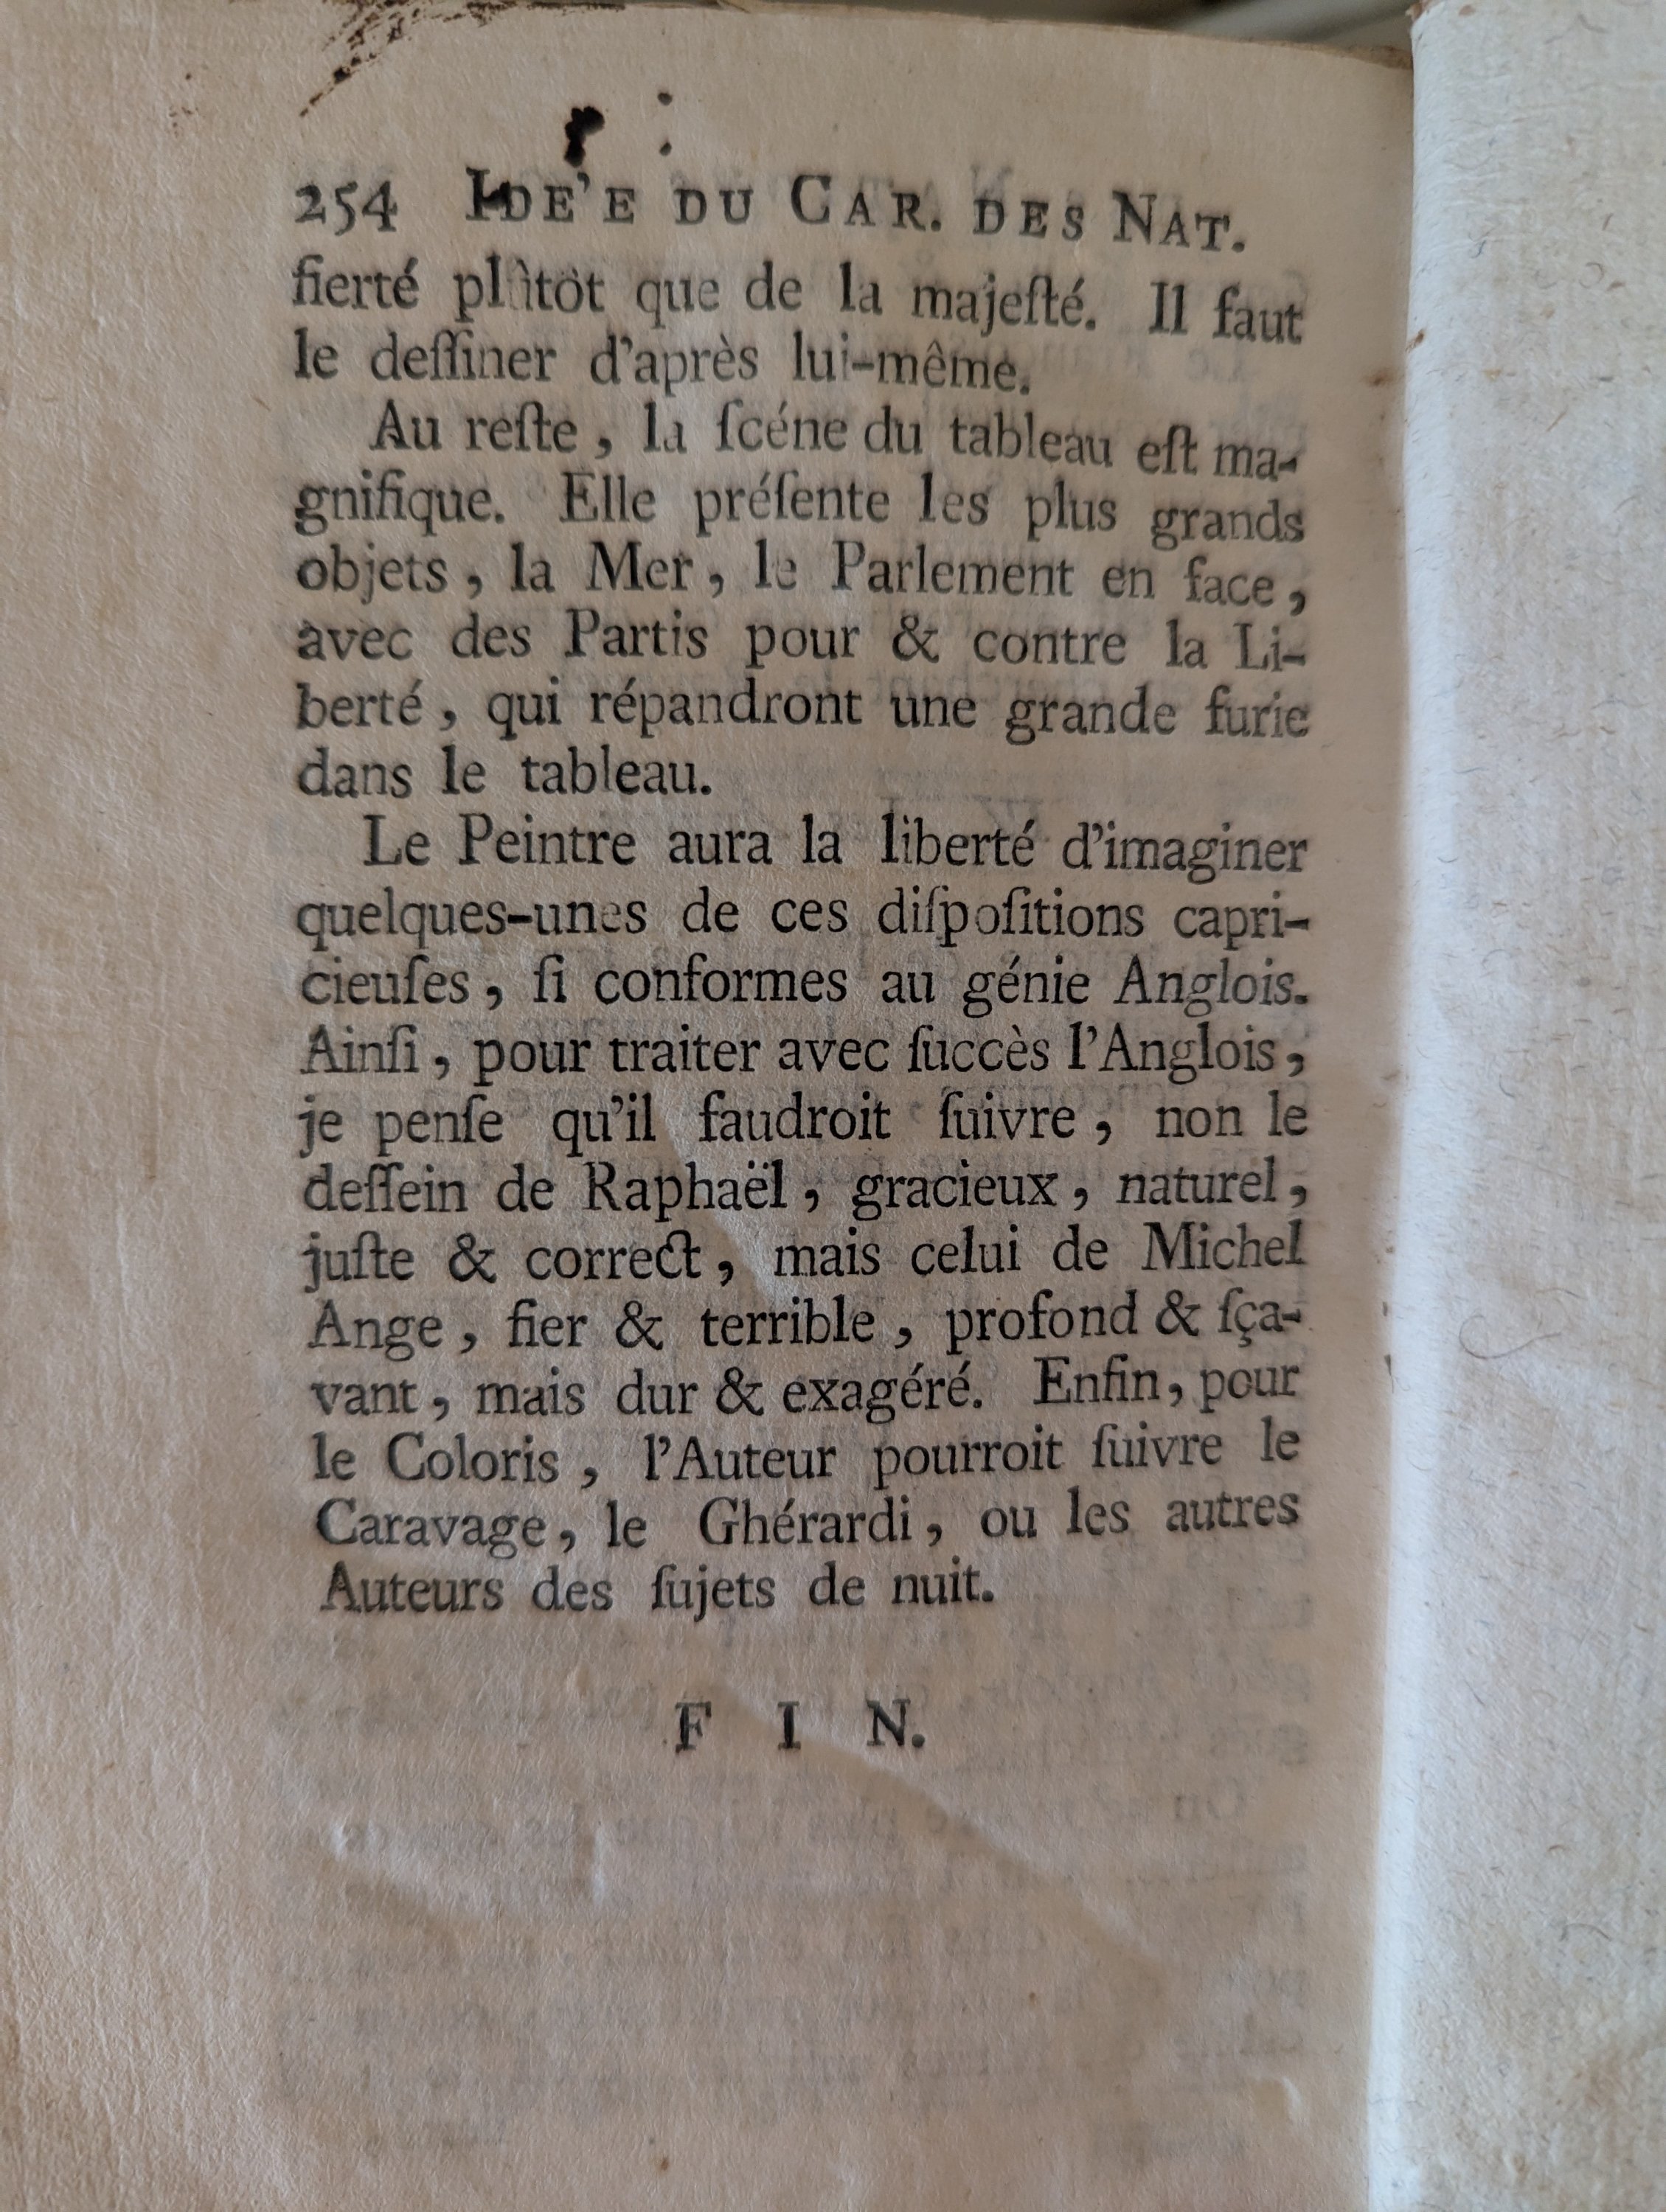 254 IDE'E DU CAR. DES NAT.
fierté plûtôt que de la majeſté. Il faut
le deſſiner d'après lui-même.
Au reſte, la ſcéne du tableau eſt ma-
gnifique. Elle préſente les plus grands
objets, la Mer, le Parlement en face,
avec des Partis pour & contre la Li-
berté, qui répandront une grande furie
dans le tableau.
Le Peintre aura la liberté d'imaginer
quelques-unes de ces diſpoſitions capri-
cieuſes, ſi conformes au génie Anglois.
Ainſi, pour traiter avec ſuccès l'Anglois,
je penſe qu'il faudroit ſuivre, non le
deſſein de Raphaël, gracieux, naturel,
juſte & correct, mais celui de Michel
Ange, fier & terrible, profond & ſça-
vant, mais dur & exagéré. Enfin, pour
le Coloris, l'Auteur pourroit ſuivre le
Caravage, le Ghérardi, ou les autres
Auteurs des ſujets de nuit.
F I N.